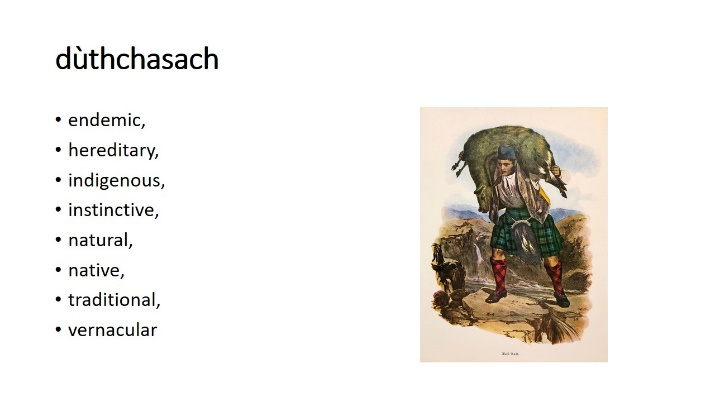 dùthchasach
• endemic,
• hereditary,
• indigenous,
• instinctive,
• natural,
• native,
• traditional,
• vernacular